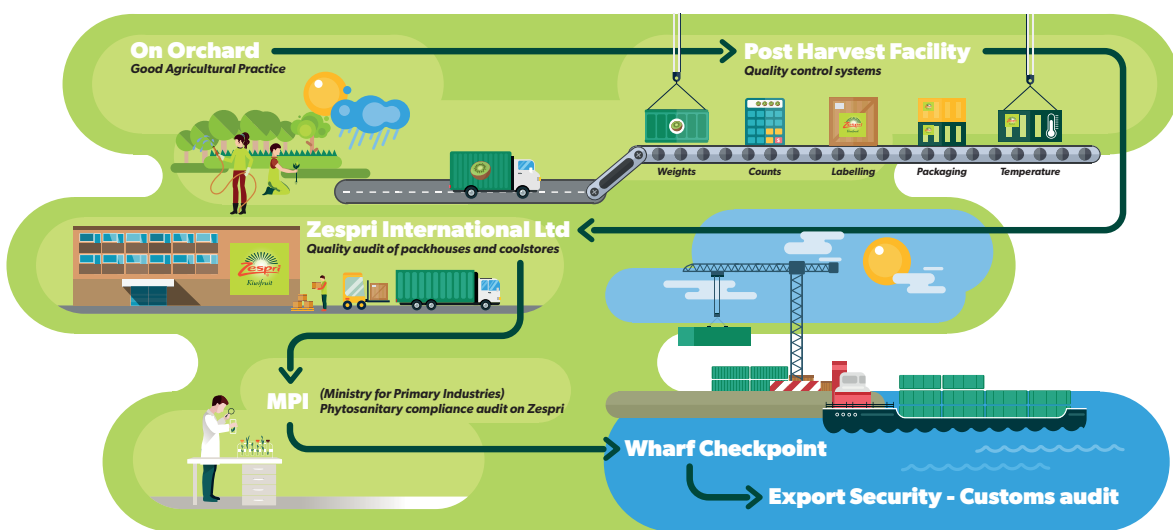 On Orchard
Good Agricultural Practice
Post Harvest Facility
Quality control systems
Zespri
Weights
Counts
Labelling
Packaging
Temperature
Zespri International Ltd
Quality audit of packhouses and coolstores
Zespri
Kiwifruit
MPI
(Ministry for Primary Industries)
Phytosanitary compliance audit on Zespri
Wharf Checkpoint
Export Security - Customs audit